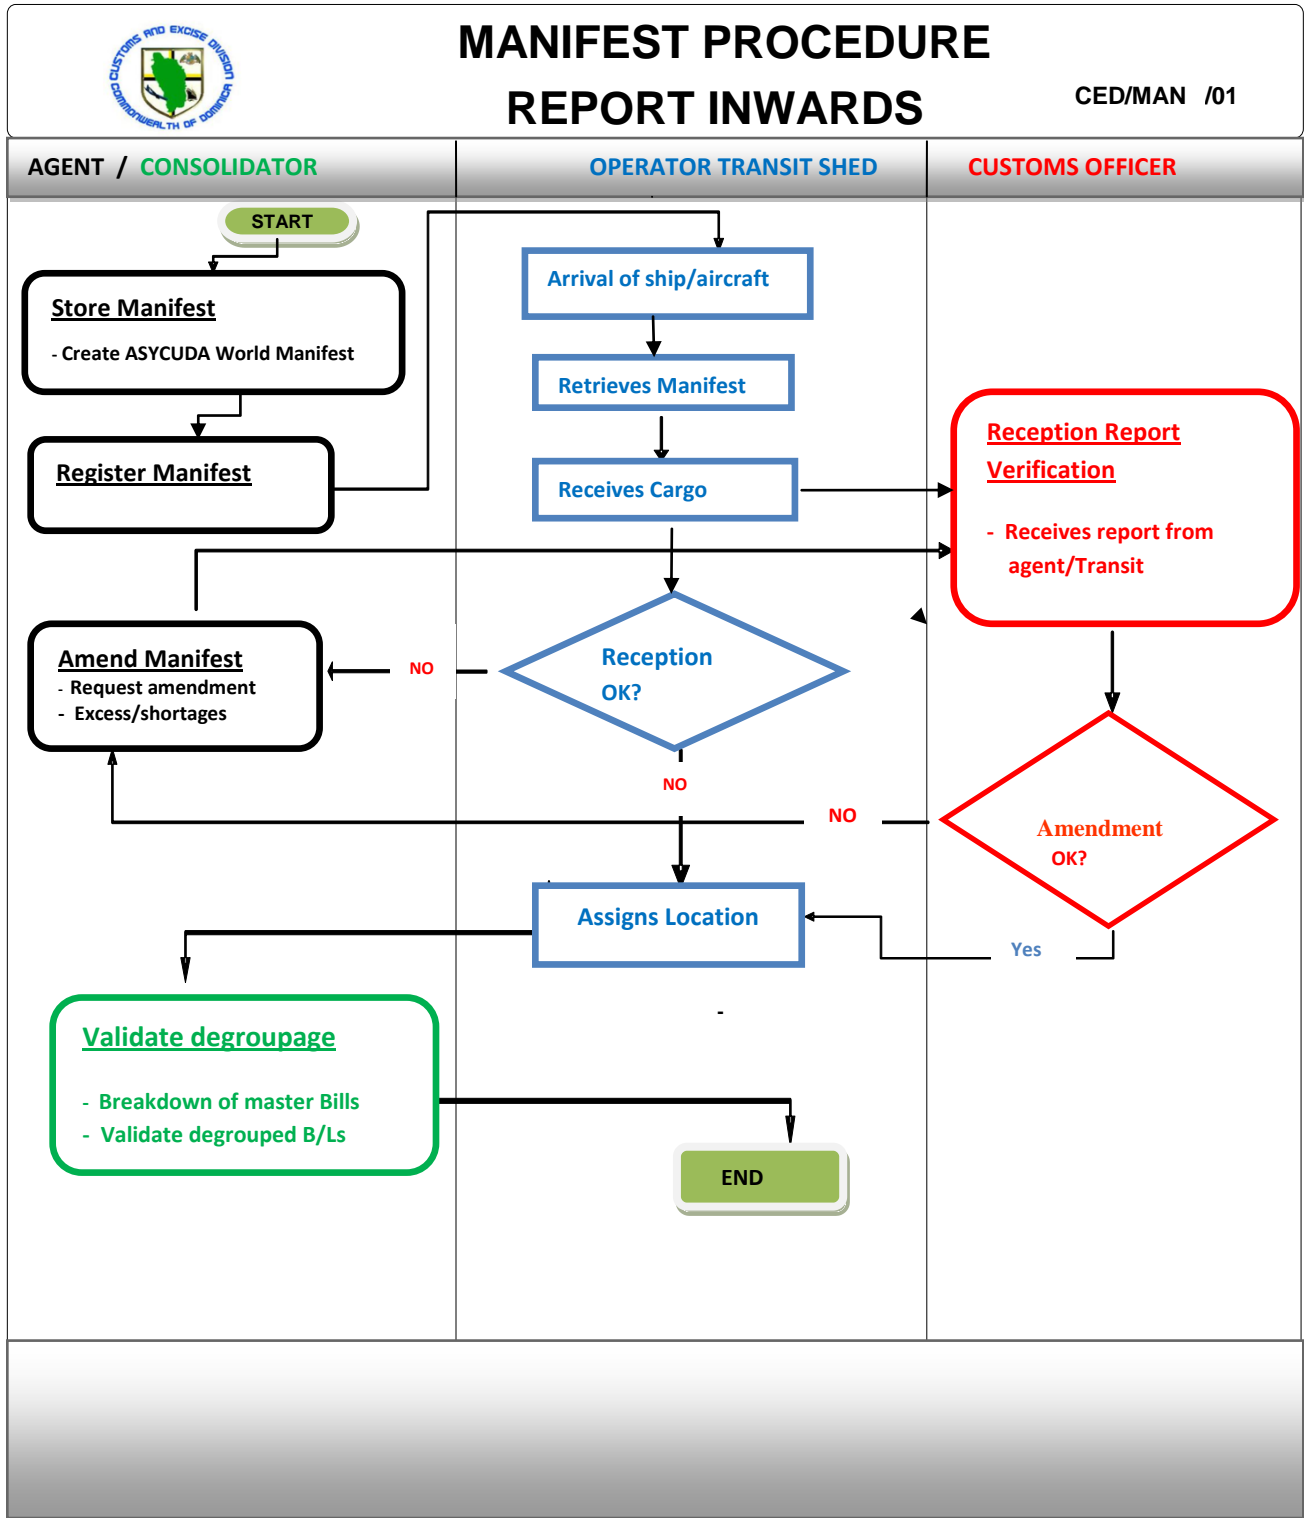 CUSTOMS AND EXCISE DIVISION
COMMONWEALTH OF DOMINICA
MANIFEST PROCEDURE
REPORT INWARDS
CED/MAN /01
AGENT / CONSOLIDATOR
OPERATOR TRANSIT SHED
CUSTOMS OFFICER
START
Store Manifest
- Create ASYCUDA World Manifest
Register Manifest
Arrival of ship/aircraft
Retrieves Manifest
Receives Cargo
Reception Report
Verification
- Receives report from
agent/Transit
Amend Manifest
- Request amendment
- Excess/shortages
NO
Reception
OK?
NO
NO
Amendment
OK?
Assigns Location
Yes
-
Validate degroupage
- Breakdown of master Bills
- Validate degrouped B/Ls
END